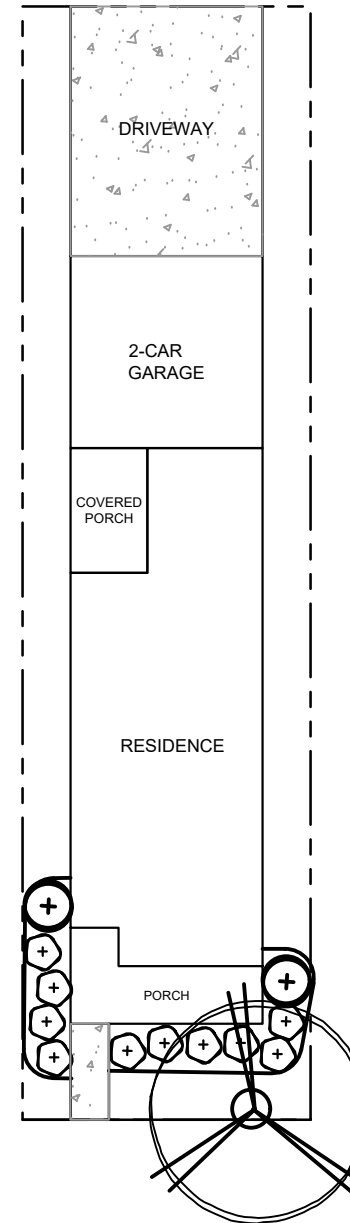 DRIVEWAY
2-CAR
GARAGE
COVERED
PORCH
RESIDENCE
PORCH